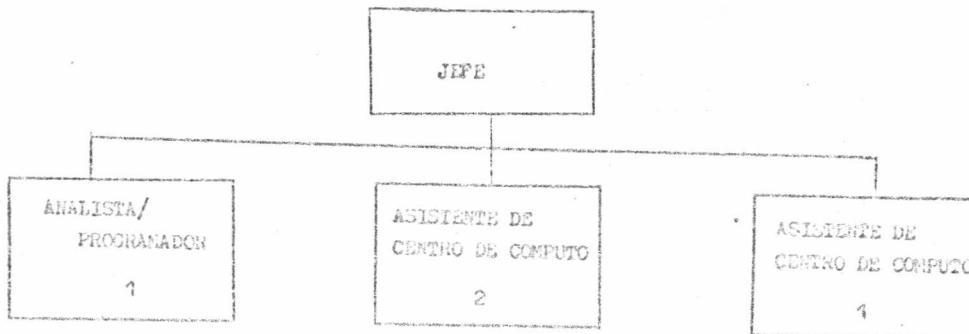 JEFE
ANALISTA/
PROGRAMADOR
1
ASISTENTE DE
CENTRO DE COMPUTO
2
ASISTENTE DE
CENTRO DE COMPUTO
1